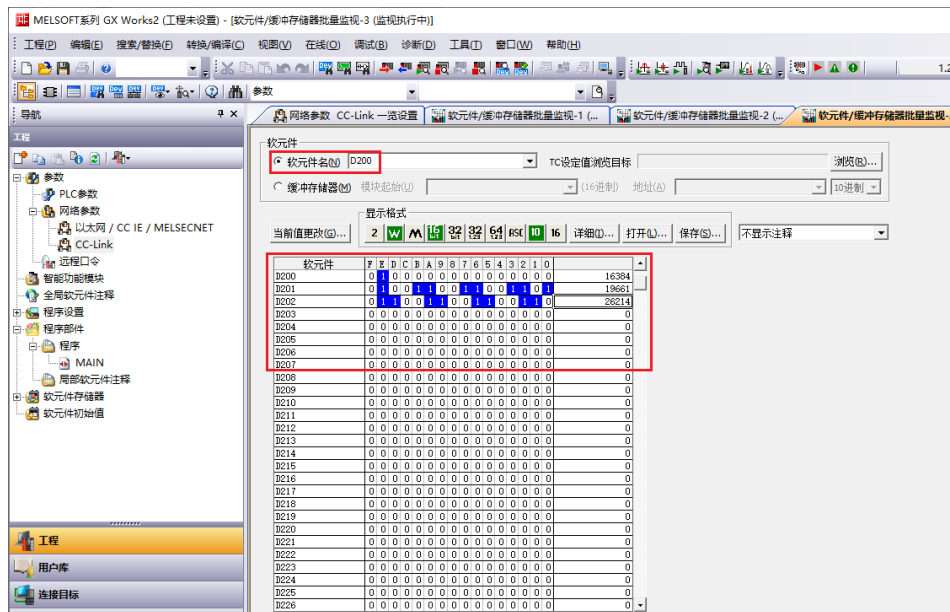 MELSOFT系列 GX Works2 (工程未设置) - [软元件/缓冲存储器批量监视-3 (监视执行中)]
工程(P) 编辑(E) 搜索/替换(F) 转换/编译(C) 视图(V) 在线(O) 调试(B) 诊断(D) 工具(T) 窗口(W) 帮助(H)
1.2
参数
导航
网络参数 CC-Link 一览设置 软元件/缓冲存储器批量监视-1 (... 软元件/缓冲存储器批量监视-2 (... 软元件/缓冲存储器批量监视-
工程
参数
PLC参数
网络参数
以太网 / CC IE / MELSECNET
CC-Link
远程口令
智能功能模块
全局软元件注释
程序设置
程序部件
程序
MAIN
局部软元件注释
软元件存储器
软元件初始值
工程
用户库
连接目标
软元件
软元件名(N) D200 TC设定值浏览目标 浏览(R)...
缓冲存储器(M) 模块起始(U) (16进制) 地址(A) 10进制
显示格式
当前值更改(G)... 2 W M 16bit 32bit 32 1.23 64 1.23 ASC 10 16 详细(I)... 打开(L)... 保存(S)... 不显示注释
软元件 F E D C B A 9 8 7 6 5 4 3 2 1 0
D200 0 1 0 0 0 0 0 0 0 0 0 0 0 0 0 0 16384
D201 0 1 0 0 1 1 0 0 1 1 0 0 1 1 0 1 19661
D202 0 1 1 0 0 1 1 0 0 1 1 0 0 1 1 0 26214
D203 0 0 0 0 0 0 0 0 0 0 0 0 0 0 0 0 0
D204 0 0 0 0 0 0 0 0 0 0 0 0 0 0 0 0 0
D205 0 0 0 0 0 0 0 0 0 0 0 0 0 0 0 0 0
D206 0 0 0 0 0 0 0 0 0 0 0 0 0 0 0 0 0
D207 0 0 0 0 0 0 0 0 0 0 0 0 0 0 0 0 0
D208 0 0 0 0 0 0 0 0 0 0 0 0 0 0 0 0 0
D209 0 0 0 0 0 0 0 0 0 0 0 0 0 0 0 0 0
D210 0 0 0 0 0 0 0 0 0 0 0 0 0 0 0 0 0
D211 0 0 0 0 0 0 0 0 0 0 0 0 0 0 0 0 0
D212 0 0 0 0 0 0 0 0 0 0 0 0 0 0 0 0 0
D213 0 0 0 0 0 0 0 0 0 0 0 0 0 0 0 0 0
D214 0 0 0 0 0 0 0 0 0 0 0 0 0 0 0 0 0
D215 0 0 0 0 0 0 0 0 0 0 0 0 0 0 0 0 0
D216 0 0 0 0 0 0 0 0 0 0 0 0 0 0 0 0 0
D217 0 0 0 0 0 0 0 0 0 0 0 0 0 0 0 0 0
D218 0 0 0 0 0 0 0 0 0 0 0 0 0 0 0 0 0
D219 0 0 0 0 0 0 0 0 0 0 0 0 0 0 0 0 0
D220 0 0 0 0 0 0 0 0 0 0 0 0 0 0 0 0 0
D221 0 0 0 0 0 0 0 0 0 0 0 0 0 0 0 0 0
D222 0 0 0 0 0 0 0 0 0 0 0 0 0 0 0 0 0
D223 0 0 0 0 0 0 0 0 0 0 0 0 0 0 0 0 0
D224 0 0 0 0 0 0 0 0 0 0 0 0 0 0 0 0 0
D225 0 0 0 0 0 0 0 0 0 0 0 0 0 0 0 0 0
D226 0 0 0 0 0 0 0 0 0 0 0 0 0 0 0 0 0